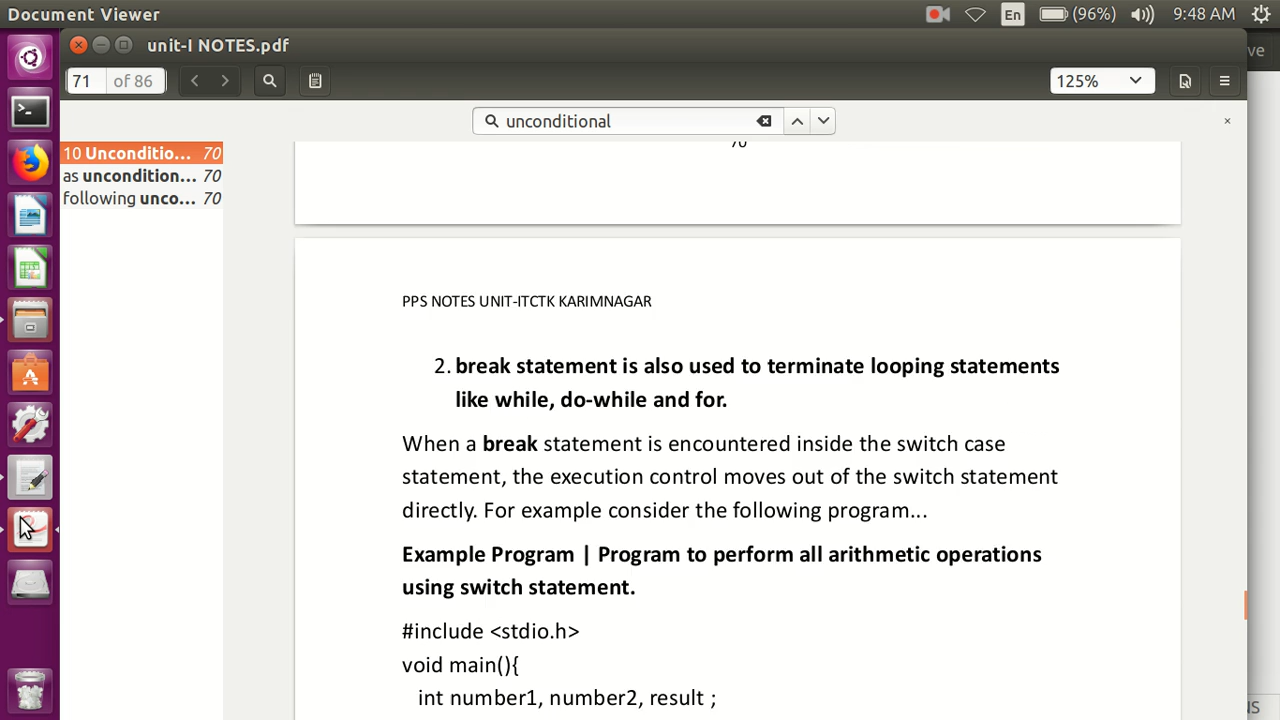 Document Viewer
En
(96%)
9:48 AM
unit-I NOTES.pdf
ve
71 of 86
125%
unconditional
10 Unconditio... 70
as uncondition... 70
following unco... 70
70
PPS NOTES UNIT-ITCTK KARIMNAGAR
2. break statement is also used to terminate looping statements
like while, do-while and for.
When a break statement is encountered inside the switch case
statement, the execution control moves out of the switch statement
directly. For example consider the following program...
Example Program | Program to perform all arithmetic operations
using switch statement.
#include <stdio.h>
void main(){
int number1, number2, result ;